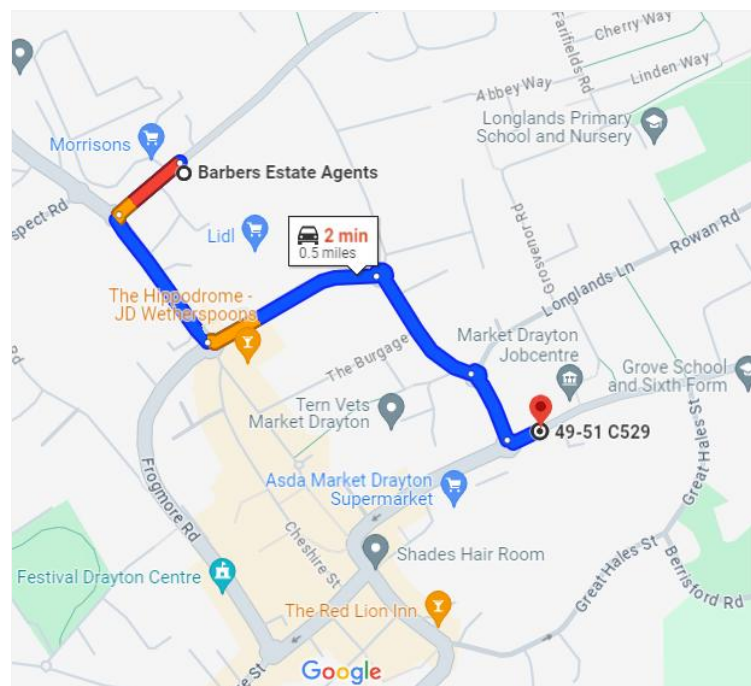 Cherry Way
Farifields Rd
Linden Way
Abbey Way
Longlands Primary
School and Nursery
Morrisons
Barbers Estate Agents
spect Rd
Lidl
2 min
0.5 miles
Grosvenor Rd
Rowan Rd
Longlands Ln
The Hippodrome -
JD Wetherspoons
The Burgage
Market Drayton
Jobcentre
Grove School
and Sixth Form
Tern Vets
Market Drayton
49-51 C529
Rd
Asda Market Drayton
Supermarket
Great Hales St
Frogmore Rd
Cheshire St
Shades Hair Room
Great Hales St
Berrisford Rd
Festival Drayton Centre
The Red Lion Inn
e St
Google